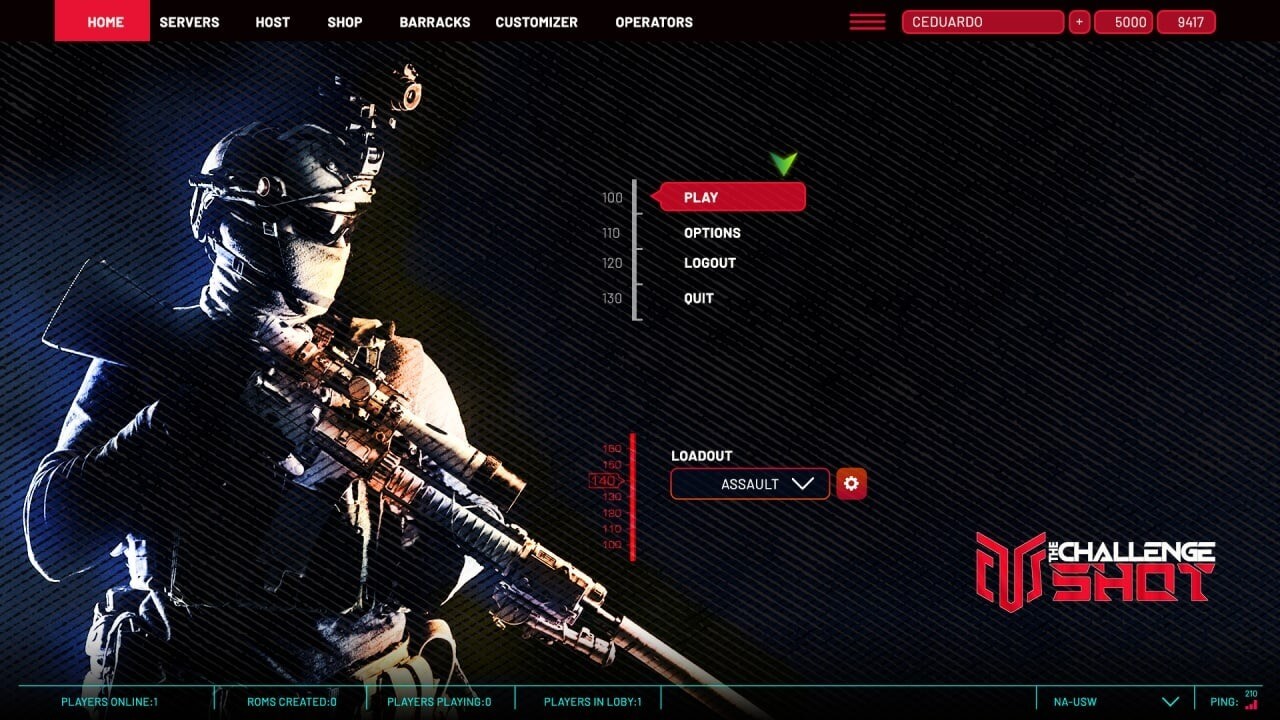 HOME SERVERS HOST SHOP BARRACKS CUSTOMIZER OPERATORS CEDUARDO + 5000 9417
100 PLAY
110 OPTIONS
120 LOGOUT
130 QUIT
160
150
140
130
180
110
100
LOADOUT
ASSAULT
THE CHALLENGE
SHOT
PLAYERS ONLINE:1 ROMS CREATED:0 PLAYERS PLAYING:0 PLAYERS IN LOBY:1 NA-USW PING: 210